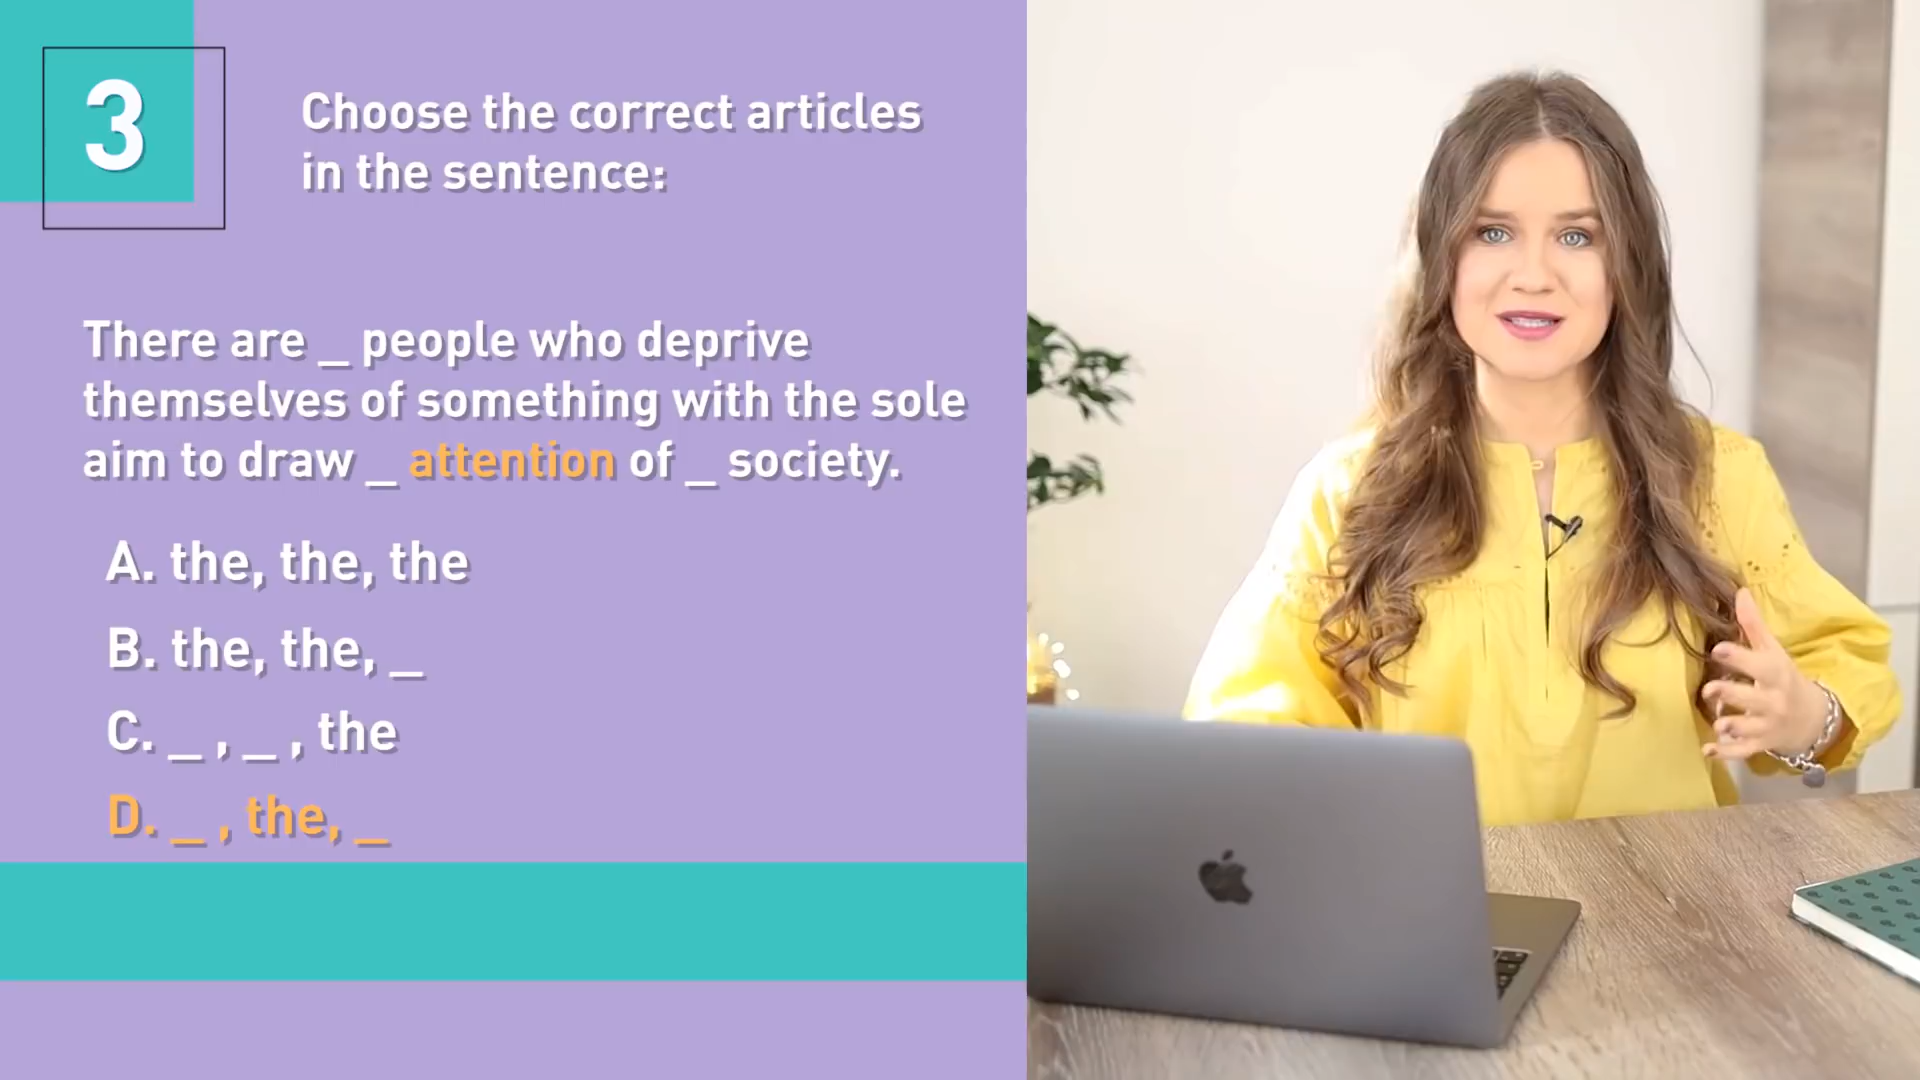 3
Choose the correct articles
in the sentence:
There are _ people who deprive
themselves of something with the sole
aim to draw _ attention of _ society.
A. the, the, the
B. the, the, _
C. _ , _ , the
D. _ , the, _